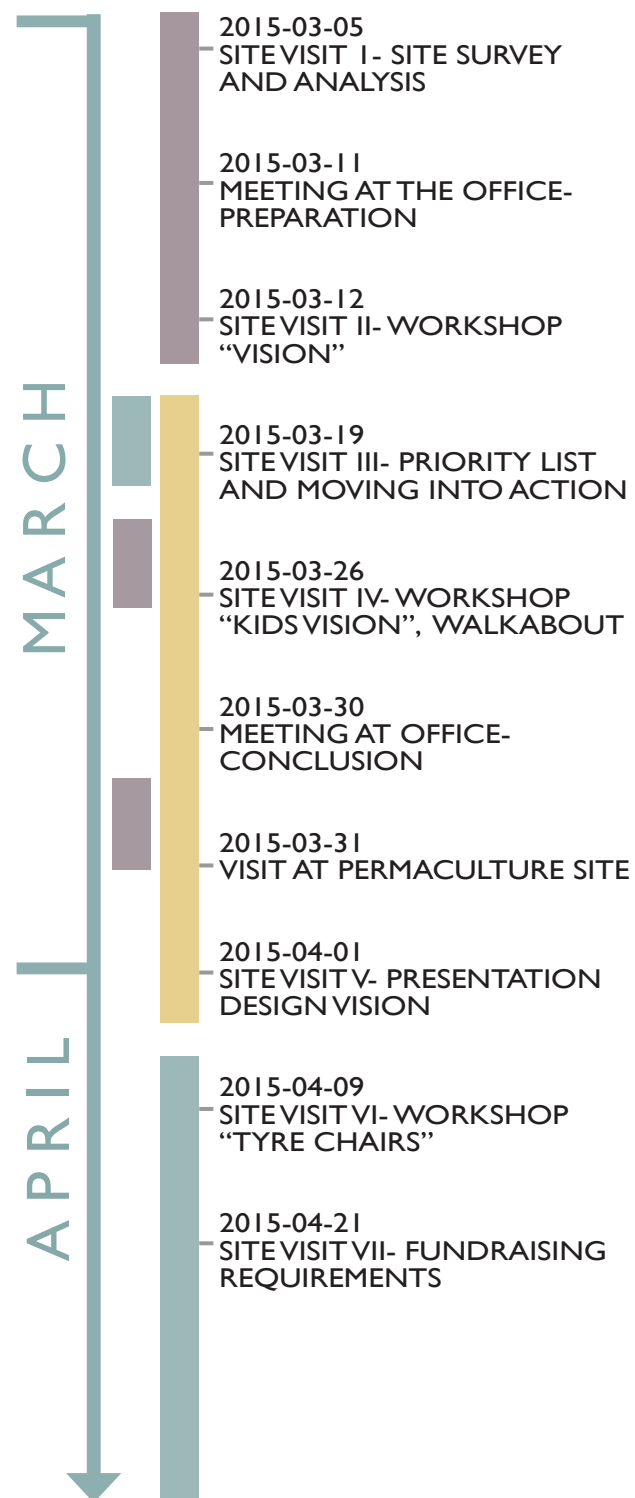 MARCH
2015-03-05
SITE VISIT I- SITE SURVEY
AND ANALYSIS
2015-03-11
MEETING AT THE OFFICE-
PREPARATION
2015-03-12
SITE VISIT II- WORKSHOP
“VISION”
2015-03-19
SITE VISIT III- PRIORITY LIST
AND MOVING INTO ACTION
2015-03-26
SITE VISIT IV- WORKSHOP
“KIDS VISION”, WALKABOUT
2015-03-30
MEETING AT OFFICE-
CONCLUSION
2015-03-31
VISIT AT PERMACULTURE SITE
APRIL
2015-04-01
SITE VISIT V- PRESENTATION
DESIGN VISION
2015-04-09
SITE VISIT VI- WORKSHOP
“TYRE CHAIRS”
2015-04-21
SITE VISIT VII- FUNDRAISING
REQUIREMENTS